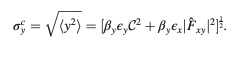 σ_y^c = √⟨y²⟩ = [β_y ϵ_y 𝒞² + β_y ϵ_x |F̂_xy|²]^{1/2}.